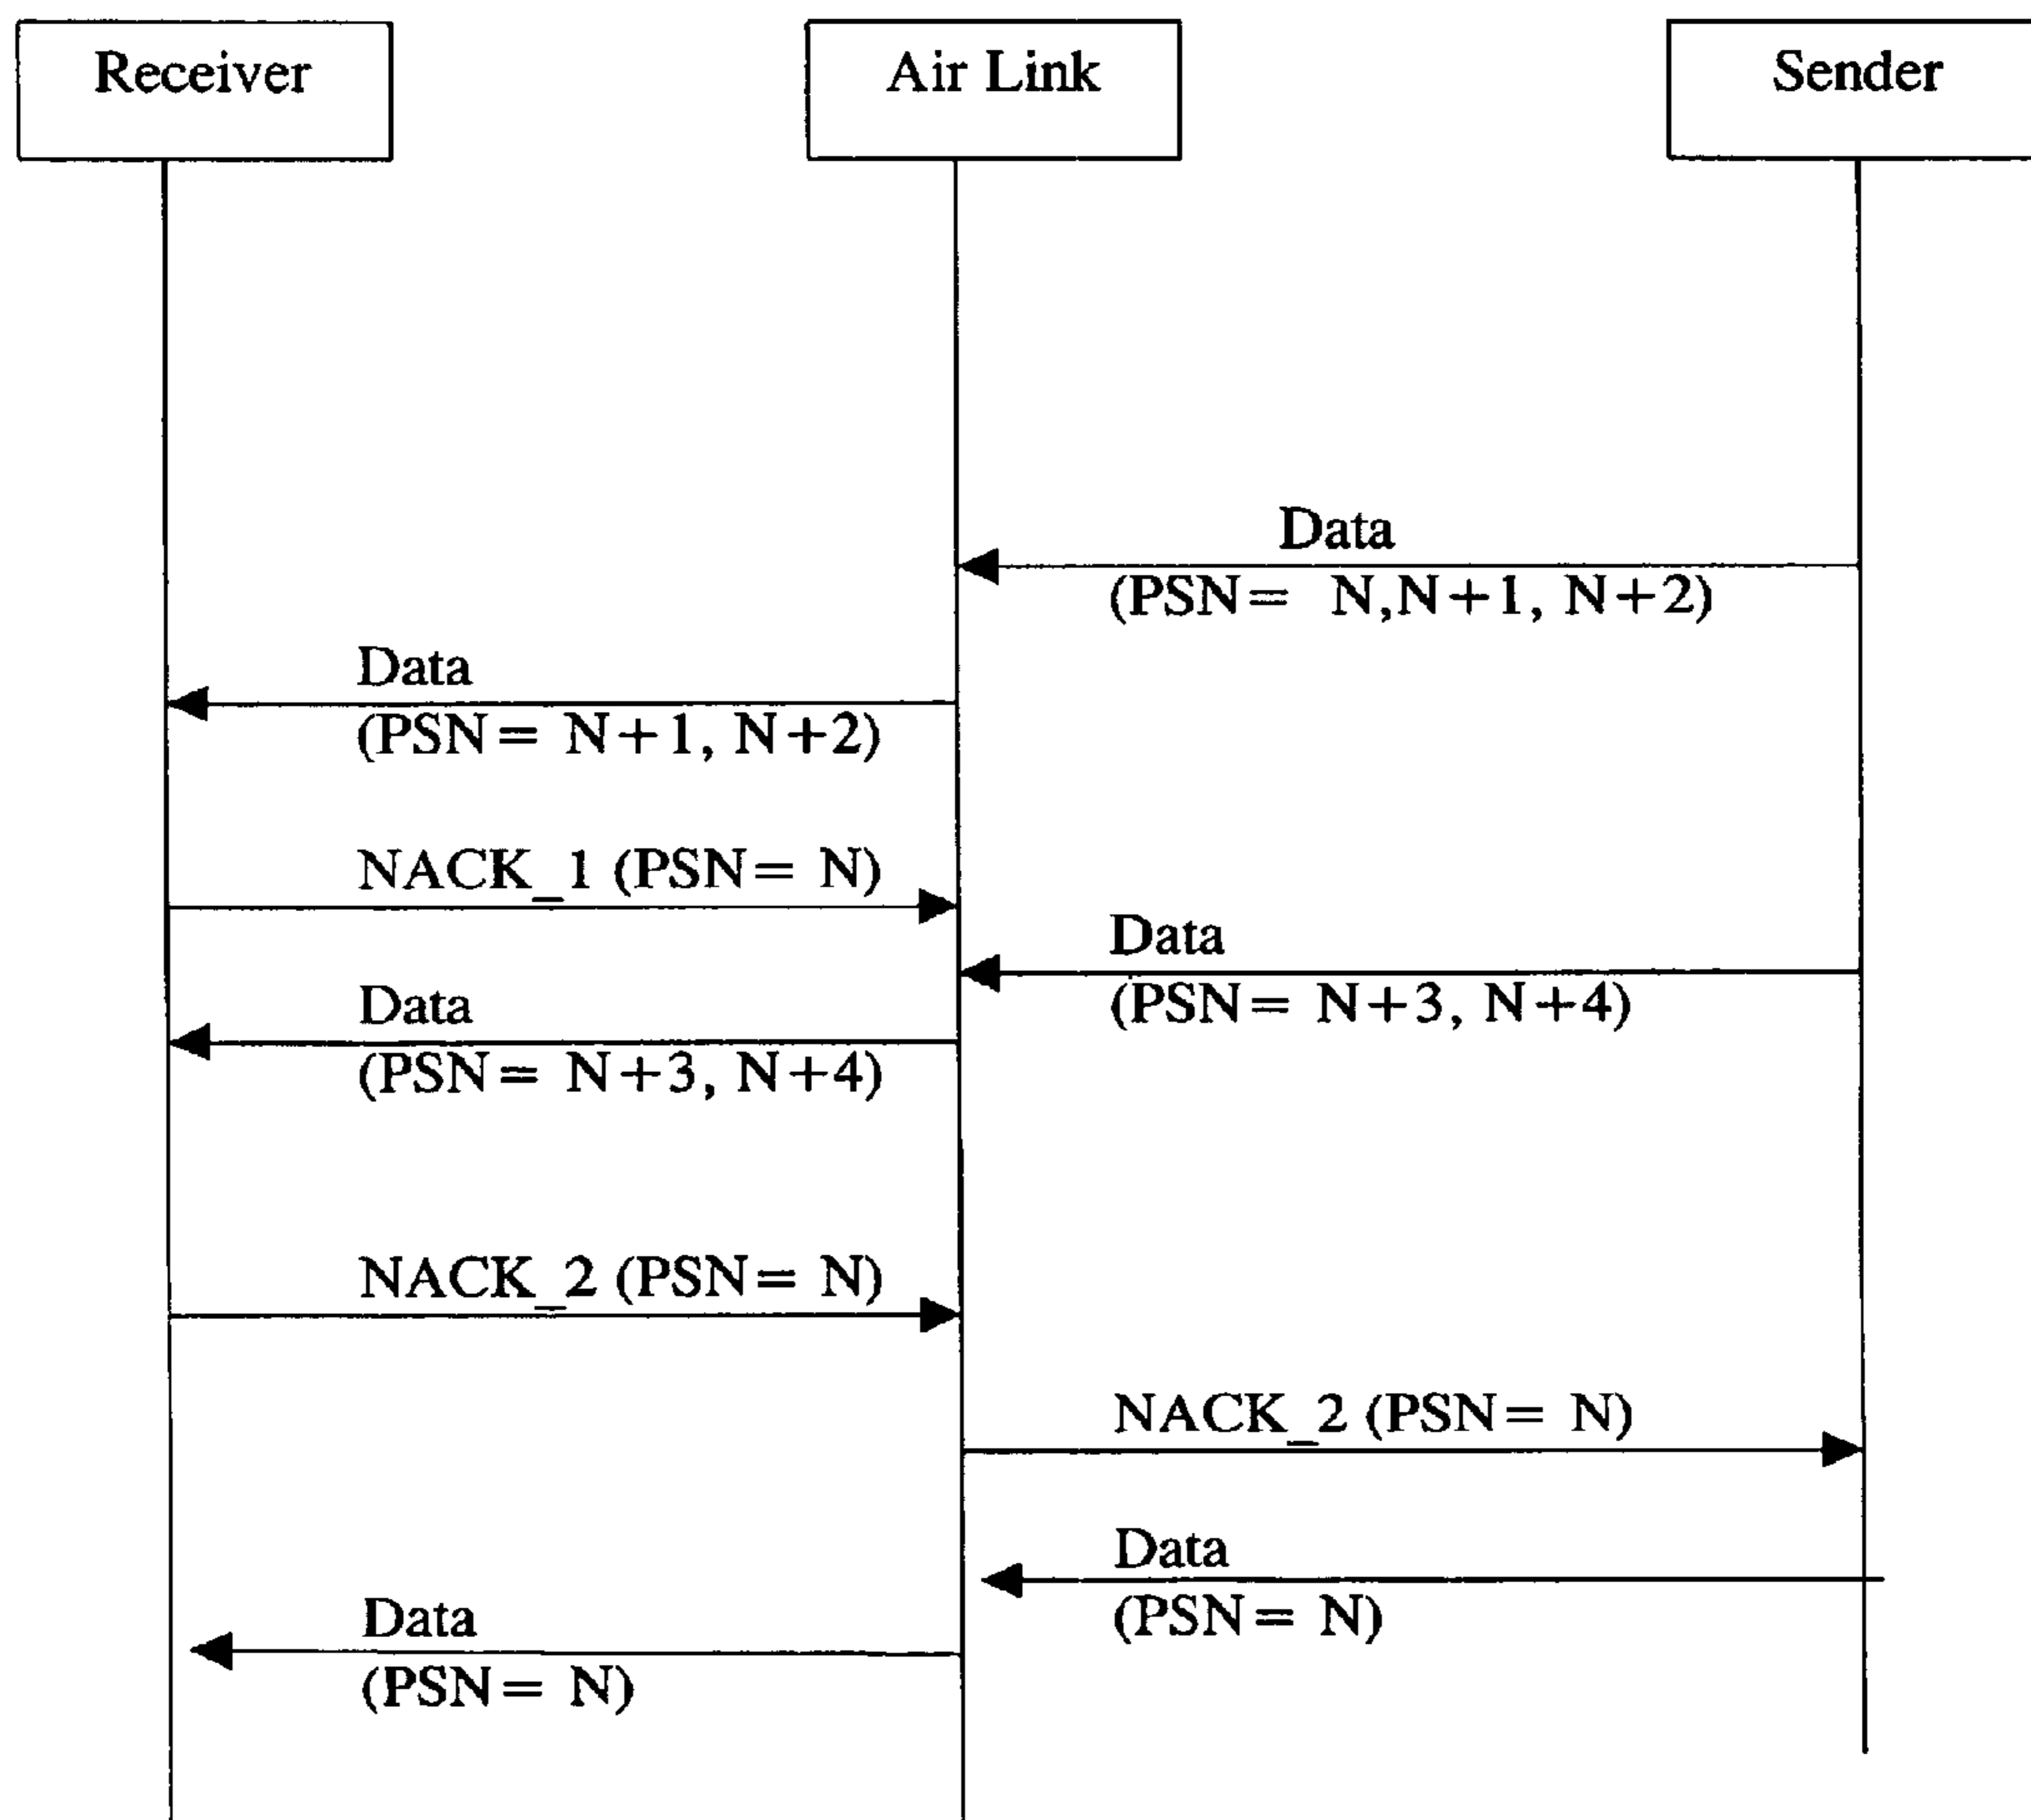 Receiver
Air Link
Sender
Data
(PSN= N,N+1, N+2)
Data
(PSN= N+1, N+2)
NACK_1 (PSN= N)
Data
(PSN= N+3, N+4)
Data
(PSN= N+3, N+4)
NACK_2 (PSN= N)
NACK_2 (PSN= N)
Data
(PSN= N)
Data
(PSN= N)